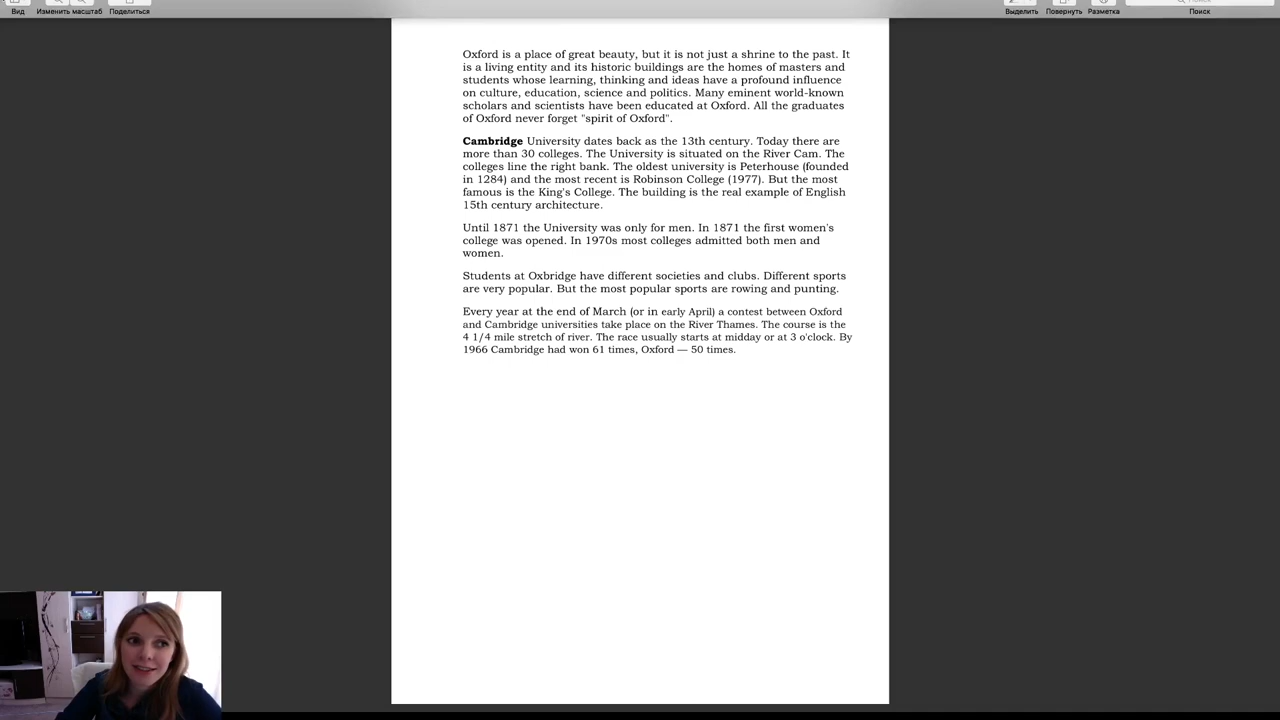 Вид
Изменить масштаб
Поделиться
Выделить
Повернуть
Разметка
Поиск
Oxford is a place of great beauty, but it is not just a shrine to the past. It
is a living entity and its historic buildings are the homes of masters and
students whose learning, thinking and ideas have a profound influence
on culture, education, science and politics. Many eminent world-known
scholars and scientists have been educated at Oxford. All the graduates
of Oxford never forget "spirit of Oxford".
Cambridge University dates back as the 13th century. Today there are
more than 30 colleges. The University is situated on the River Cam. The
colleges line the right bank. The oldest university is Peterhouse (founded
in 1284) and the most recent is Robinson College (1977). But the most
famous is the King's College. The building is the real example of English
15th century architecture.
Until 1871 the University was only for men. In 1871 the first women's
college was opened. In 1970s most colleges admitted both men and
women.
Students at Oxbridge have different societies and clubs. Different sports
are very popular. But the most popular sports are rowing and punting.
Every year at the end of March (or in early April) a contest between Oxford
and Cambridge universities take place on the River Thames. The course is the
4 1/4 mile stretch of river. The race usually starts at midday or at 3 o'clock. By
1966 Cambridge had won 61 times, Oxford — 50 times.